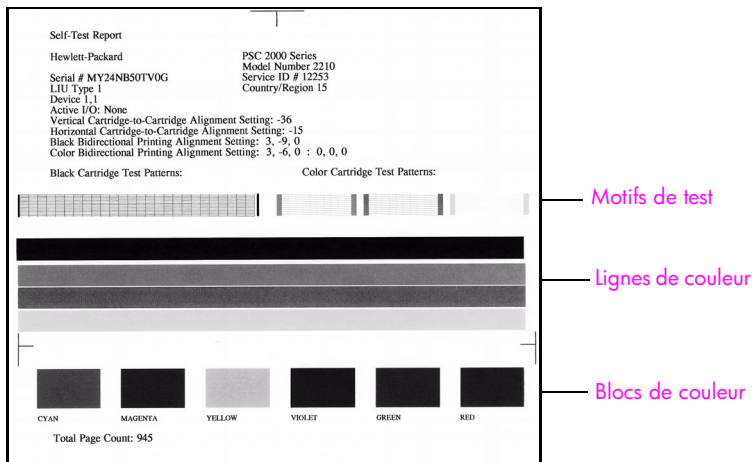 Self-Test Report
Hewlett-Packard
PSC 2000 Series
Model Number 2210
Serial # MY24NB50TV0G
Service ID # 12253
LIU Type 1
Country/Region 15
Device 1,1
Active I/O: None
Vertical Cartridge-to-Cartridge Alignment Setting: -36
Horizontal Cartridge-to-Cartridge Alignment Setting: -15
Black Bidirectional Printing Alignment Setting: 3, -9, 0
Color Bidirectional Printing Alignment Setting: 3, -6, 0 : 0, 0, 0
Black Cartridge Test Patterns:
Color Cartridge Test Patterns:
Motifs de test
Lignes de couleur
Blocs de couleur
CYAN
MAGENTA
YELLOW
VIOLET
GREEN
RED
Total Page Count: 945